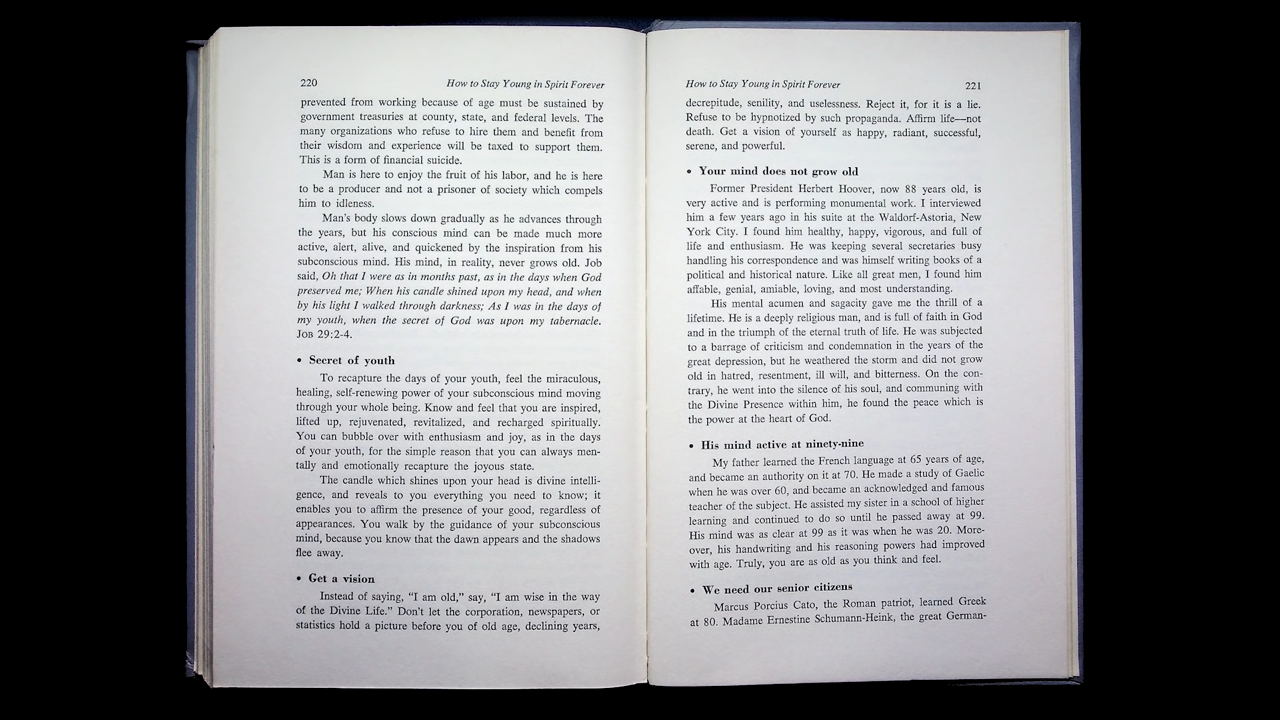 220 How to Stay Young in Spirit Forever
prevented from working because of age must be sustained by
government treasuries at county, state, and federal levels. The
many organizations who refuse to hire them and benefit from
their wisdom and experience will be taxed to support them.
This is a form of financial suicide.
Man is here to enjoy the fruit of his labor, and he is here
to be a producer and not a prisoner of society which compels
him to idleness.
Man's body slows down gradually as he advances through
the years, but his conscious mind can be made much more
active, alert, alive, and quickened by the inspiration from his
subconscious mind. His mind, in reality, never grows old. Job
said, Oh that I were as in months past, as in the days when God
preserved me; When his candle shined upon my head, and when
by his light I walked through darkness; As I was in the days of
my youth, when the secret of God was upon my tabernacle.
JOB 29:2-4.
• Secret of youth
To recapture the days of your youth, feel the miraculous,
healing, self-renewing power of your subconscious mind moving
through your whole being. Know and feel that you are inspired,
lifted up, rejuvenated, revitalized, and recharged spiritually.
You can bubble over with enthusiasm and joy, as in the days
of your youth, for the simple reason that you can always men-
tally and emotionally recapture the joyous state.
The candle which shines upon your head is divine intelli-
gence, and reveals to you everything you need to know; it
enables you to affirm the presence of your good, regardless of
appearances. You walk by the guidance of your subconscious
mind, because you know that the dawn appears and the shadows
flee away.
• Get a vision
Instead of saying, “I am old,” say, “I am wise in the way
of the Divine Life.” Don't let the corporation, newspapers, or
statistics hold a picture before you of old age, declining years,
How to Stay Young in Spirit Forever 221
decrepitude, senility, and uselessness. Reject it, for it is a lie.
Refuse to be hypnotized by such propaganda. Affirm life—not
death. Get a vision of yourself as happy, radiant, successful,
serene, and powerful.
• Your mind does not grow old
Former President Herbert Hoover, now 88 years old, is
very active and is performing monumental work. I interviewed
him a few years ago in his suite at the Waldorf-Astoria, New
York City. I found him healthy, happy, vigorous, and full of
life and enthusiasm. He was keeping several secretaries busy
handling his correspondence and was himself writing books of a
political and historical nature. Like all great men, I found him
affable, genial, amiable, loving, and most understanding.
His mental acumen and sagacity gave me the thrill of a
lifetime. He is a deeply religious man, and is full of faith in God
and in the triumph of the eternal truth of life. He was subjected
to a barrage of criticism and condemnation in the years of the
great depression, but he weathered the storm and did not grow
old in hatred, resentment, ill will, and bitterness. On the con-
trary, he went into the silence of his soul, and communing with
the Divine Presence within him, he found the peace which is
the power at the heart of God.
• His mind active at ninety-nine
My father learned the French language at 65 years of age,
and became an authority on it at 70. He made a study of Gaelic
when he was over 60, and became an acknowledged and famous
teacher of the subject. He assisted my sister in a school of higher
learning and continued to do so until he passed away at 99.
His mind was as clear at 99 as it was when he was 20. More-
over, his handwriting and his reasoning powers had improved
with age. Truly, you are as old as you think and feel.
• We need our senior citizens
Marcus Porcius Cato, the Roman patriot, learned Greek
at 80. Madame Ernestine Schumann-Heink, the great German-